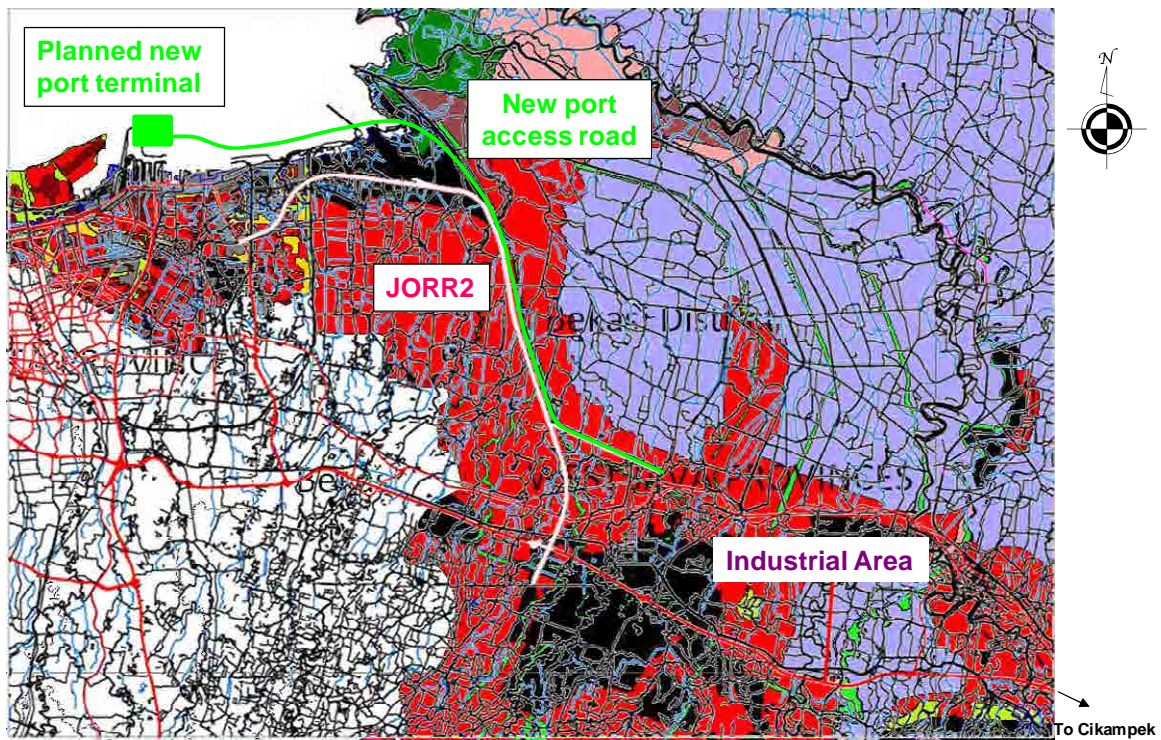 Planned new
port terminal
New port
access road
N
JORR2
Industrial Area
To Cikampek